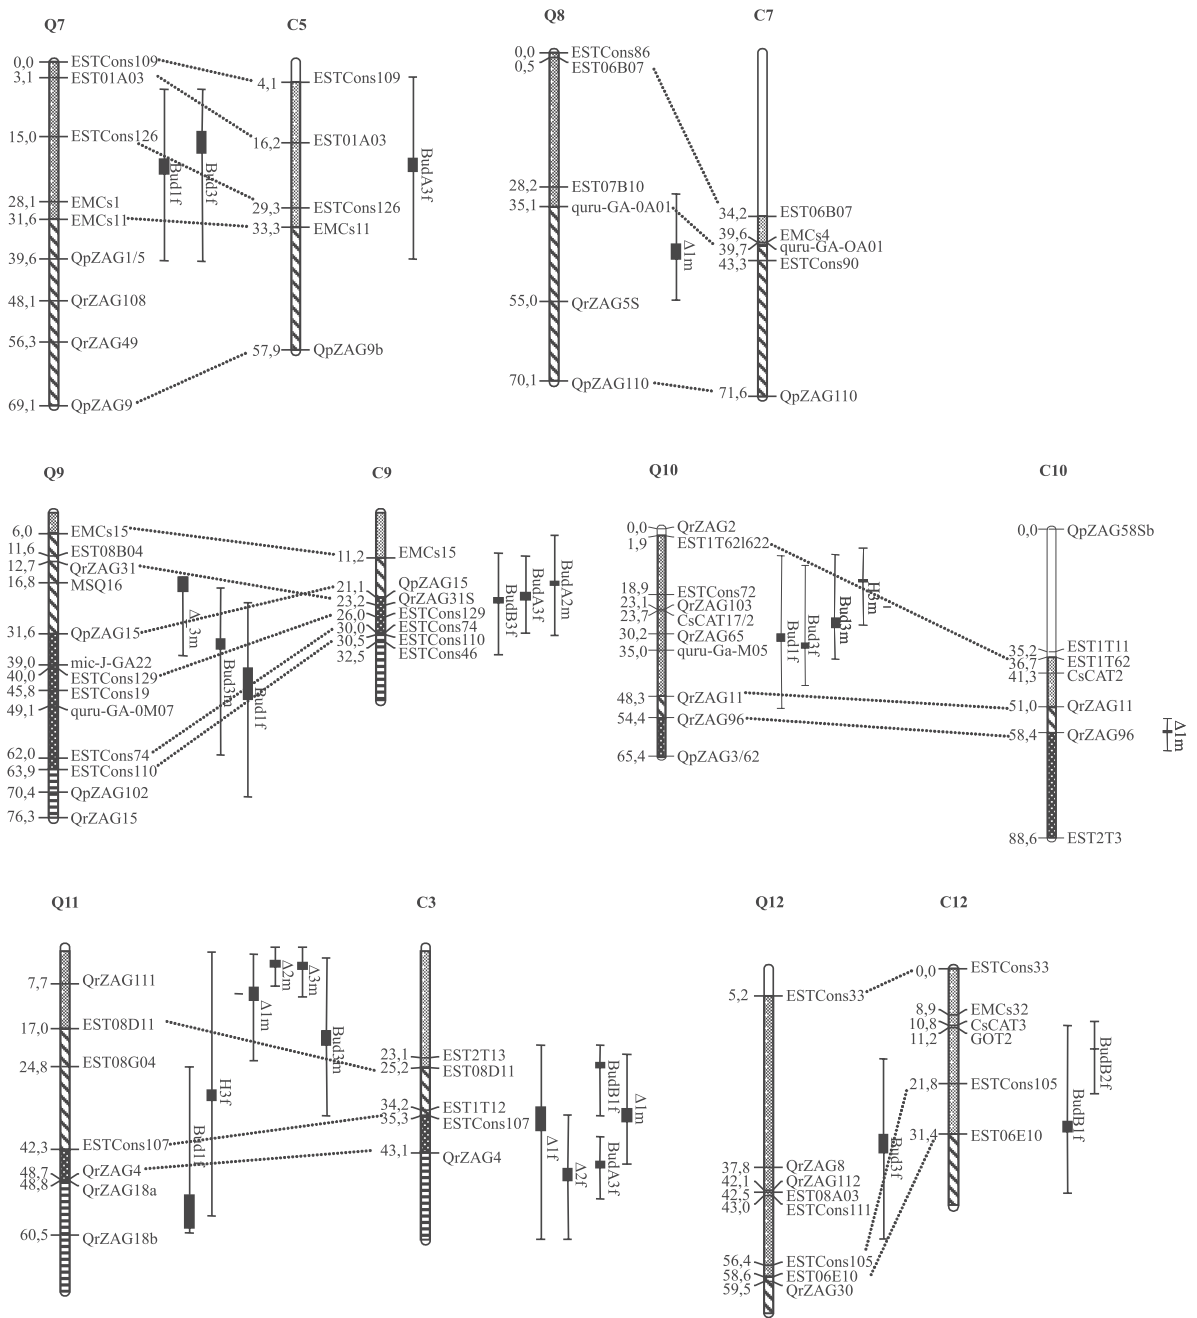 Q7
C5
Q8
C7
0,0 ESTCons109
3,1 EST01A03
15,0 ESTCons126
28,1 EMCs1
31,6 EMCs11
39,6 QpZAG1/5
48,1 QrZAG108
56,3 QrZAG49
69,1 QpZAG9
Bud1f
Bud3f
4,1 ESTCons109
16,2 EST01A03
29,3 ESTCons126
33,3 EMCs11
57,9 QpZAG9b
BudA3f
0,0 ESTCons86
0,5 EST06B07
28,2 EST07B10
35,1 quru-GA-0A01
55,0 QrZAG5S
70,1 QpZAG110
Δ1m
34,2 EST06B07
39,6 EMCs4
39,7 quru-GA-OA01
43,3 ESTCons90
71,6 QpZAG110
Q9
C9
Q10
C10
6,0 EMCs15
11,6 EST08B04
12,7 QrZAG31
16,8 MSQ16
31,6 QpZAG15
39,0 mic-J-GA22
40,0 ESTCons129
45,8 ESTCons19
49,1 quru-GA-0M07
62,0 ESTCons74
63,9 ESTCons110
70,4 QpZAG102
76,3 QrZAG15
Δ_3m
Bud3m
Bud1f
11,2 EMCs15
21,1 QpZAG15
23,2 QrZAG31S
26,0 ESTCons129
30,0 ESTCons74
30,5 ESTCons110
32,5 ESTCons46
BudB3f
BudA3f
BudA2m
0,0 QrZAG2
1,9 EST1T62l622
18,9 ESTCons72
23,1 QrZAG103
23,7 CsCAT17/2
30,2 QrZAG65
35,0 quru-Ga-M05
48,3 QrZAG11
54,4 QrZAG96
65,4 QpZAG3/62
Bud1f
Bud3f
Bud3m
H3m
0,0 QpZAG58Sb
35,2 EST1T11
36,7 EST1T62
41,3 CsCAT2
51,0 QrZAG11
58,4 QrZAG96
88,6 EST2T3
Δ1m
Q11
C3
Q12
C12
7,7 QrZAG111
17,0 EST08D11
24,8 EST08G04
42,3 ESTCons107
48,7 QrZAG4
48,8 QrZAG18a
60,5 QrZAG18b
Bud1f
H3f
Δ1m
Δ2m
Δ3m
Bud3m
23,1 EST2T13
25,2 EST08D11
34,2 EST1T12
35,3 ESTCons107
43,1 QrZAG4
Δ1f
Δ2f
BudB1f
BudA3f
Δ1m
5,2 ESTCons33
37,8 QrZAG8
42,1 QrZAG112
42,5 EST08A03
43,0 ESTCons111
56,4 ESTCons105
58,6 EST06E10
59,5 QrZAG30
Bud3f
0,0 ESTCons33
8,9 EMCs32
10,8 CsCAT3
11,2 GOT2
21,8 ESTCons105
31,4 EST06E10
BudB1f
BudB2f